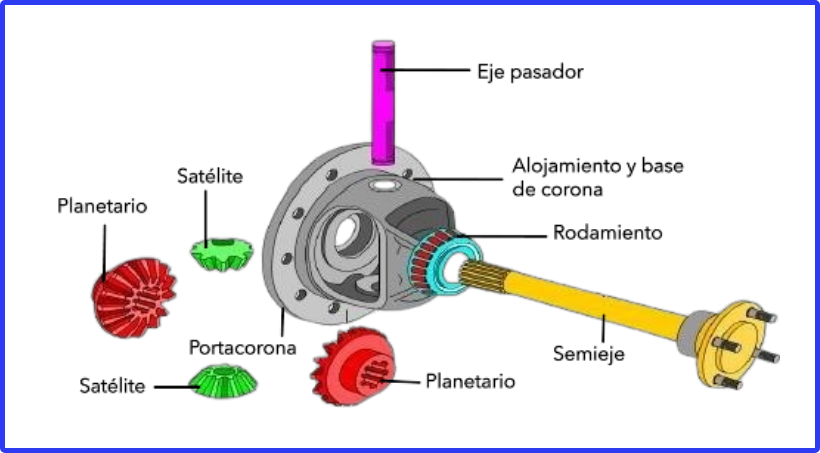 Eje pasador
Alojamiento y base
de corona
Satélite
Planetario
Rodamiento
Portacorona
Semieje
Satélite
Planetario